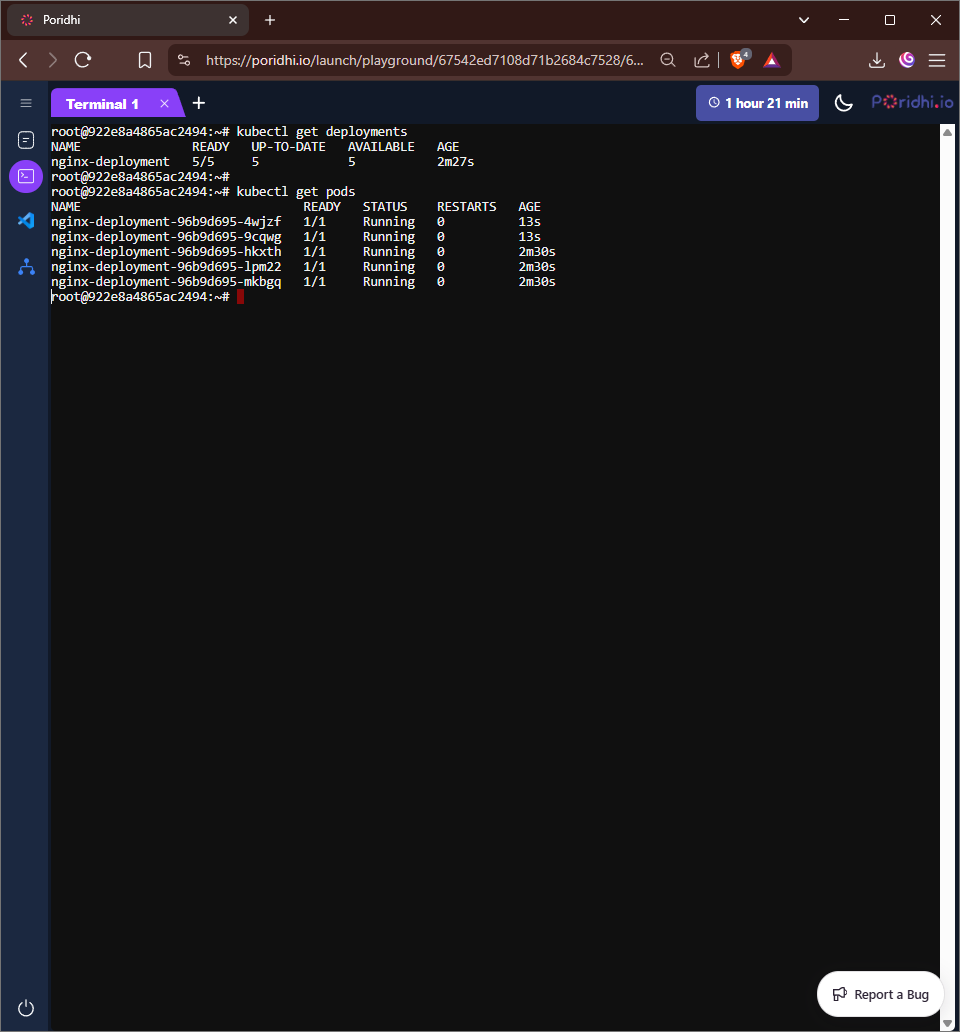 Poridhi
https://poridhi.io/launch/playground/67542ed7108d71b2684c7528/6...
4
Terminal 1
1 hour 21 min
Poridhi.io
root@922e8a4865ac2494:~# kubectl get deployments
NAME READY UP-TO-DATE AVAILABLE AGE
nginx-deployment 5/5 5 5 2m27s
root@922e8a4865ac2494:~#
root@922e8a4865ac2494:~# kubectl get pods
NAME READY STATUS RESTARTS AGE
nginx-deployment-96b9d695-4wjzf 1/1 Running 0 13s
nginx-deployment-96b9d695-9cqwg 1/1 Running 0 13s
nginx-deployment-96b9d695-hkxth 1/1 Running 0 2m30s
nginx-deployment-96b9d695-lpm22 1/1 Running 0 2m30s
nginx-deployment-96b9d695-mkbgq 1/1 Running 0 2m30s
root@922e8a4865ac2494:~#
Report a Bug